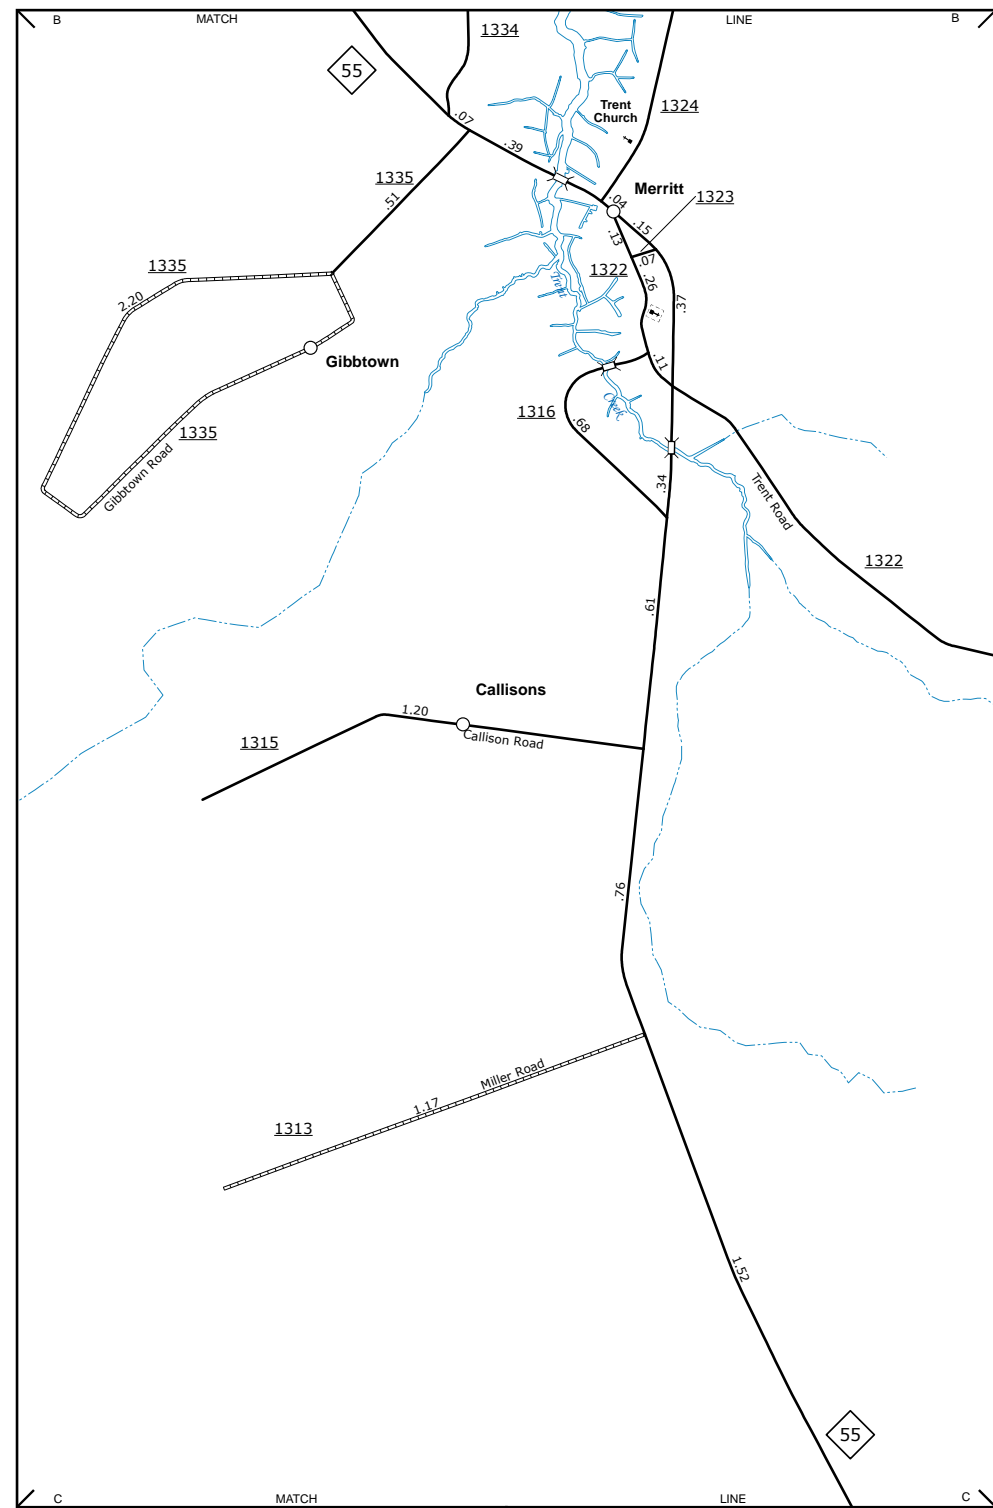 B MATCH LINE B
1334
55
Trent
Church
1324
.07
.39
1335
.51
Merritt
.04
1323
.15
.13
.07
1322
.26
.37
Trent
1335
2.20
Gibbtown
.11
1316
.68
Creek
1335
Gibbtown Road
.34
Trent Road
1322
.61
Callisons
1.20
Callison Road
1315
.76
Miller Road
1.17
1313
1.52
55
C MATCH LINE C